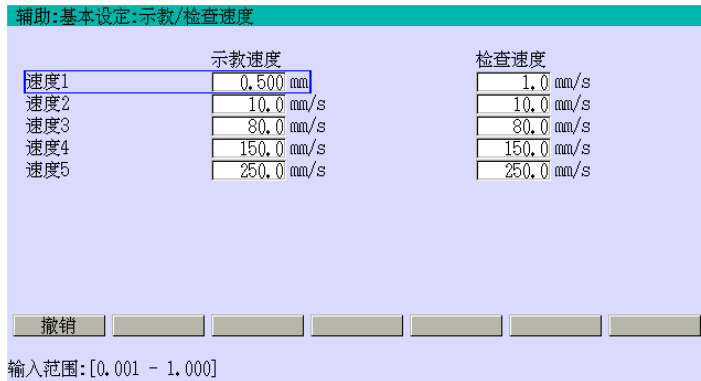 辅助:基本设定:示教/检查速度
示教速度 检查速度
速度1 0.500 mm 1.0 mm/s
速度2 10.0 mm/s 10.0 mm/s
速度3 80.0 mm/s 80.0 mm/s
速度4 150.0 mm/s 150.0 mm/s
速度5 250.0 mm/s 250.0 mm/s
撤销
输入范围:[0.001 - 1.000]